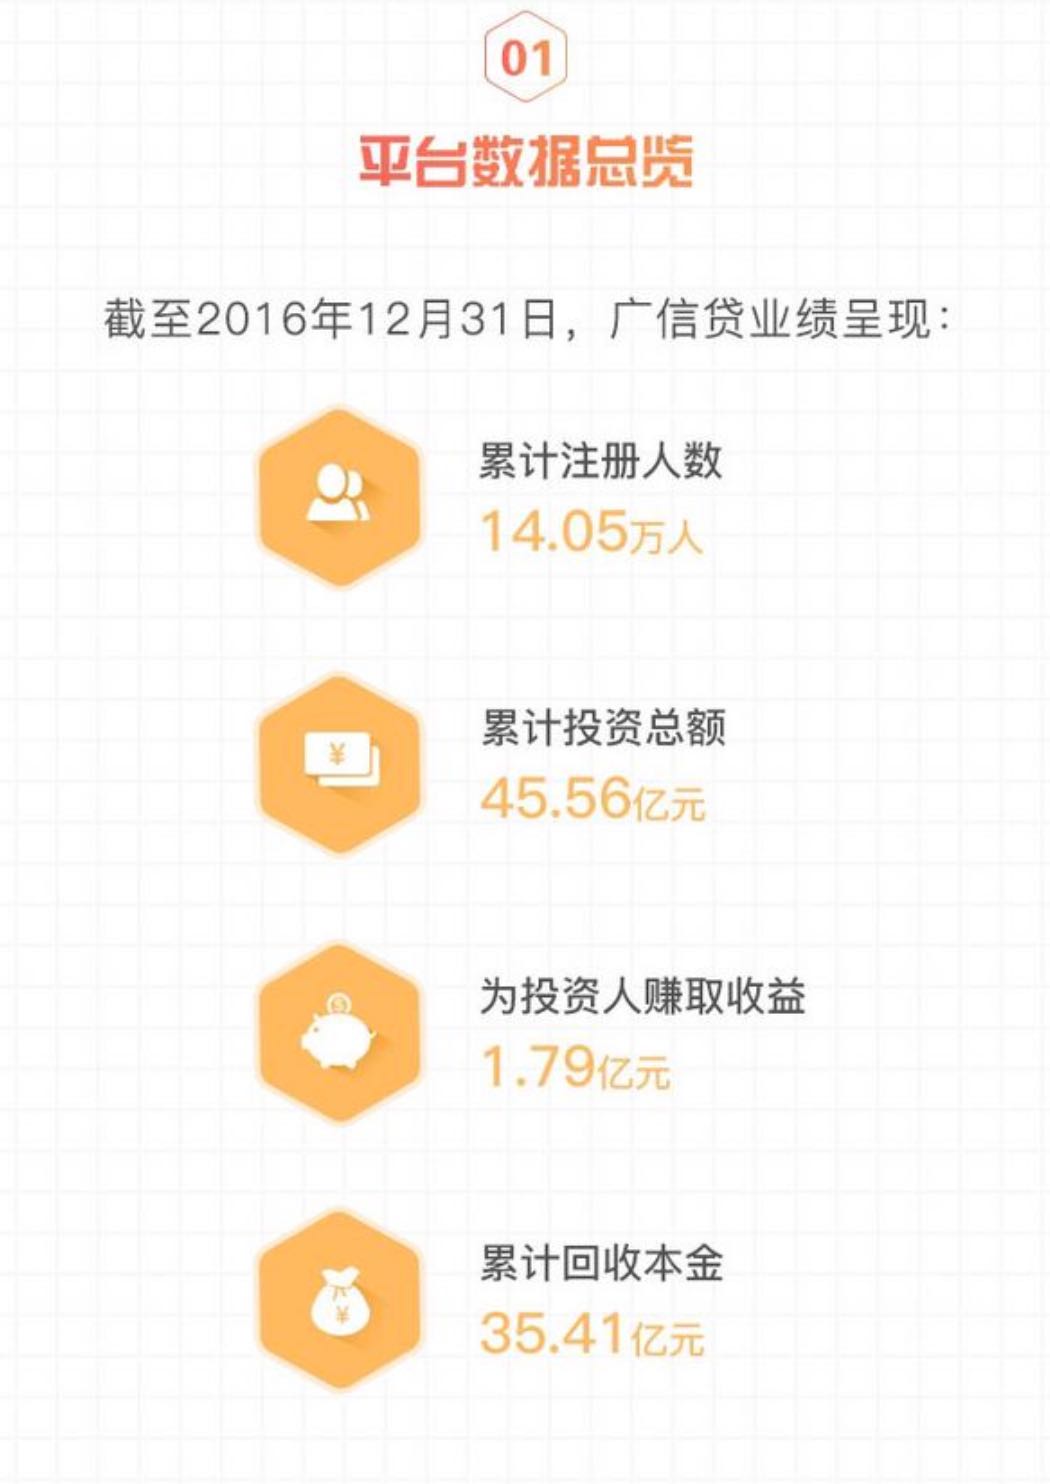 01
平台数据总览
截至2016年12月31日，广信贷业绩呈现：
累计注册人数
14.05万人
¥
累计投资总额
45.56亿元
$
为投资人赚取收益
1.79亿元
¥
累计回收本金
35.41亿元